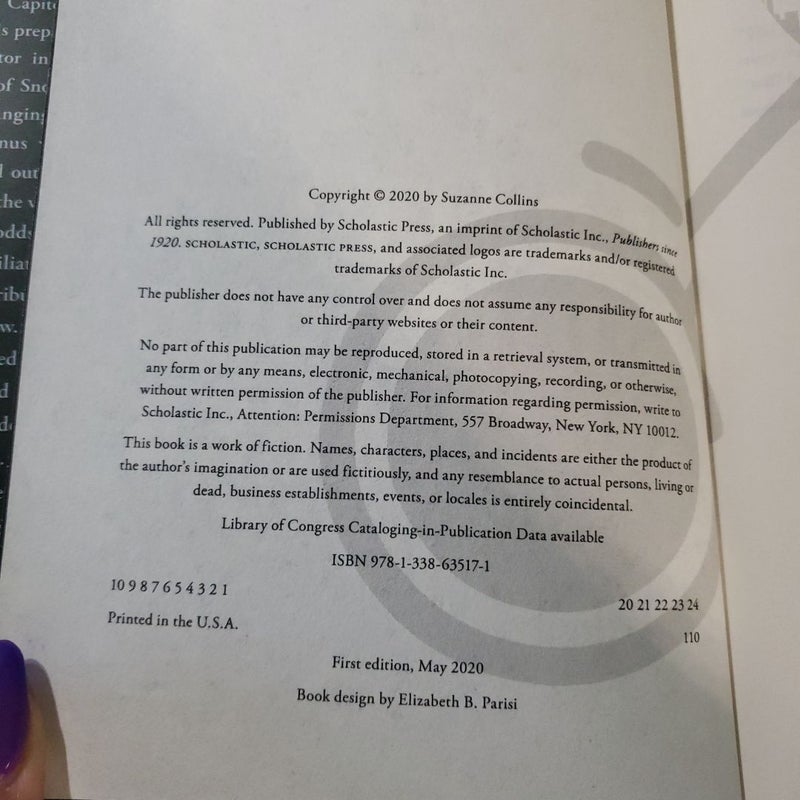 Copyright © 2020 by Suzanne Collins
All rights reserved. Published by Scholastic Press, an imprint of Scholastic Inc., Publishers since
1920. SCHOLASTIC, SCHOLASTIC PRESS, and associated logos are trademarks and/or registered
trademarks of Scholastic Inc.
The publisher does not have any control over and does not assume any responsibility for author
or third-party websites or their content.
No part of this publication may be reproduced, stored in a retrieval system, or transmitted in
any form or by any means, electronic, mechanical, photocopying, recording, or otherwise,
without written permission of the publisher. For information regarding permission, write to
Scholastic Inc., Attention: Permissions Department, 557 Broadway, New York, NY 10012.
This book is a work of fiction. Names, characters, places, and incidents are either the product of
the author's imagination or are used fictitiously, and any resemblance to actual persons, living or
dead, business establishments, events, or locales is entirely coincidental.
Library of Congress Cataloging-in-Publication Data available
ISBN 978-1-338-63517-1
10 9 8 7 6 5 4 3 2 1
20 21 22 23 24
Printed in the U.S.A.
110
First edition, May 2020
Book design by Elizabeth B. Parisi